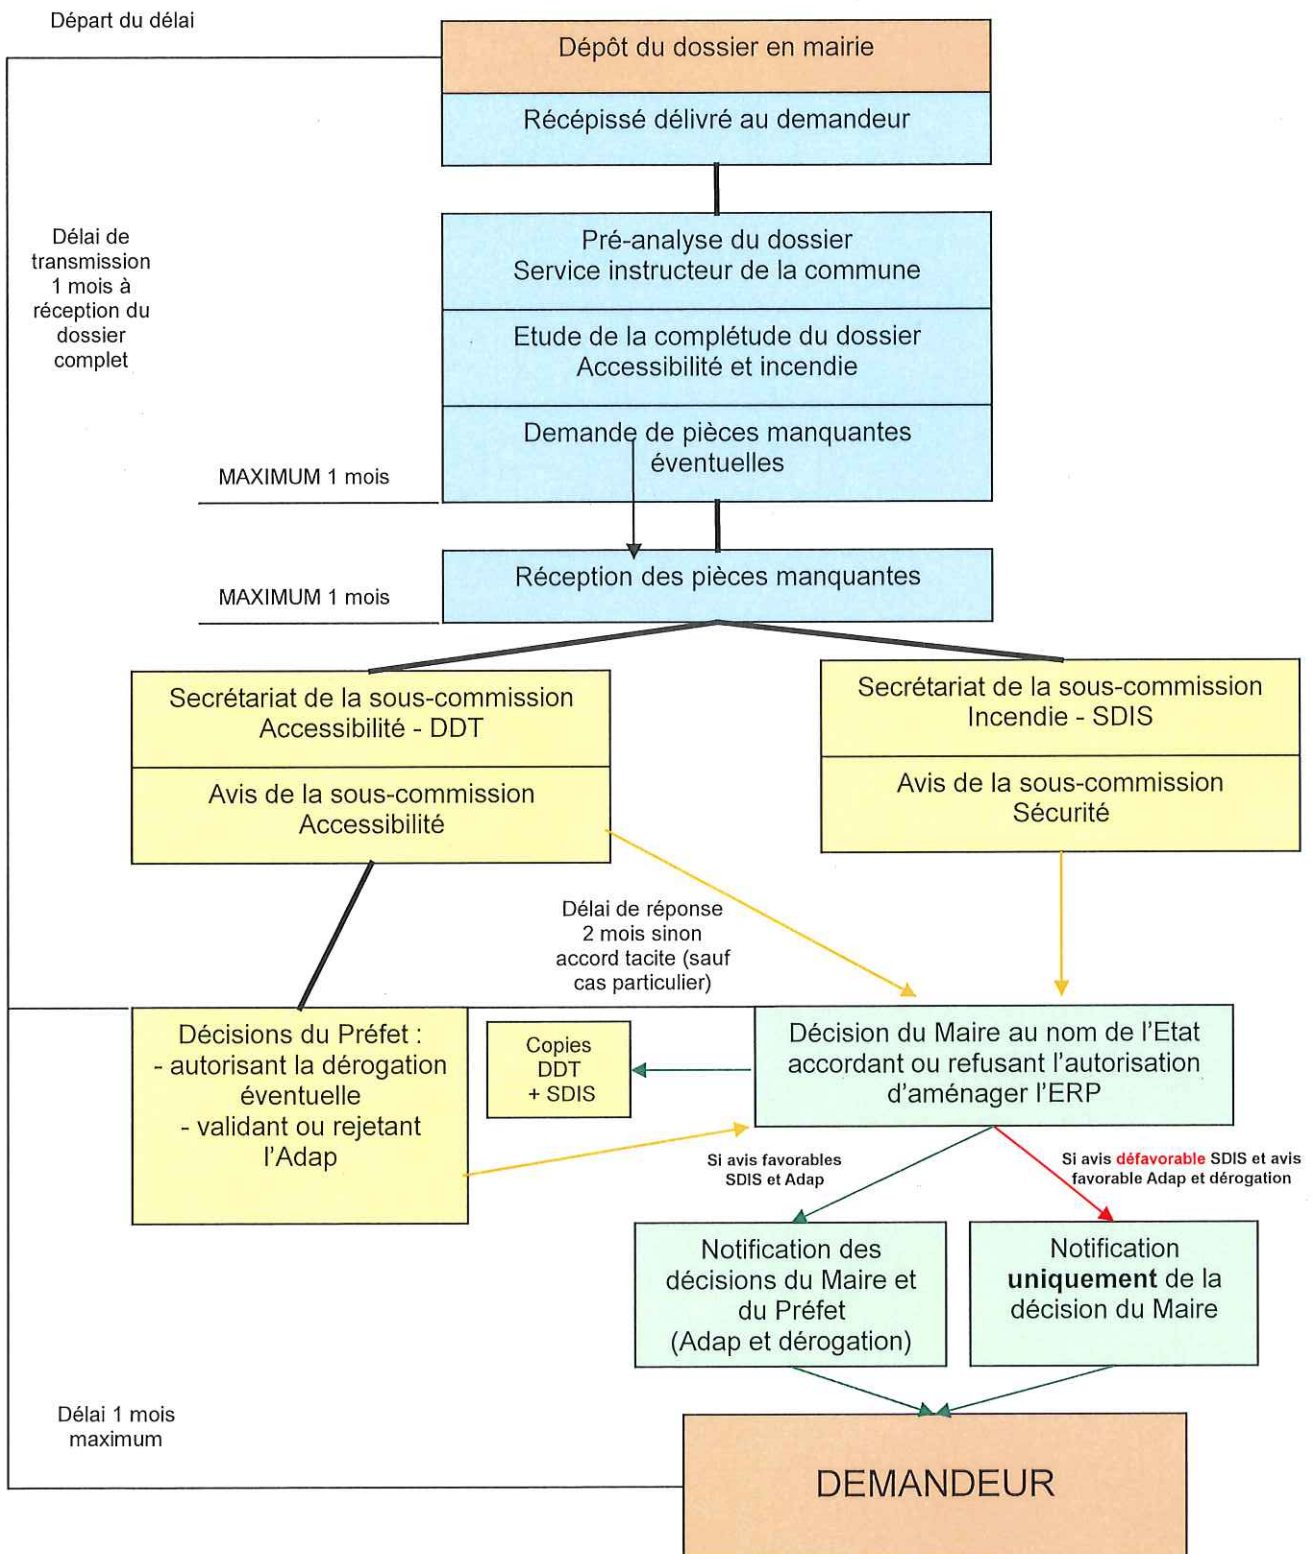 Départ du délai
Dépôt du dossier en mairie
Récépissé délivré au demandeur
Délai de
transmission
1 mois à
réception du
dossier
complet
Pré-analyse du dossier
Service instructeur de la commune
Etude de la complétude du dossier
Accessibilité et incendie
Demande de pièces manquantes
éventuelles
MAXIMUM 1 mois
Réception des pièces manquantes
MAXIMUM 1 mois
Secrétariat de la sous-commission
Accessibilité - DDT
Avis de la sous-commission
Accessibilité
Secrétariat de la sous-commission
Incendie - SDIS
Avis de la sous-commission
Sécurité
Délai de réponse
2 mois sinon
accord tacite (sauf
cas particulier)
Décisions du Préfet :
- autorisant la dérogation
éventuelle
- validant ou rejetant
l'Adap
Copies
DDT
+ SDIS
Décision du Maire au nom de l'Etat
accordant ou refusant l'autorisation
d'aménager l'ERP
Si avis favorables
SDIS et Adap
Si avis défavorable SDIS et avis
favorable Adap et dérogation
Notification des
décisions du Maire et
du Préfet
(Adap et dérogation)
Notification
uniquement de la
décision du Maire
Délai 1 mois
maximum
DEMANDEUR